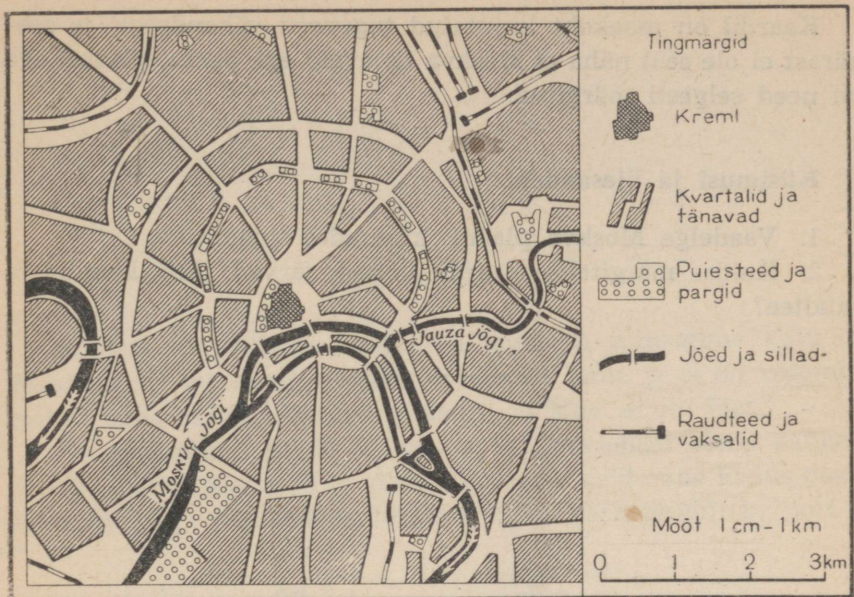 Tingmärgid
Kreml
Kvartalid ja
tänavad
Puiesteed ja
pargid
Jõed ja sillad-
Raudteed ja
vaksalid
Mõõt 1 cm - 1 km
0 1 2 3 km
Moskva jõgi
Jauza jõgi